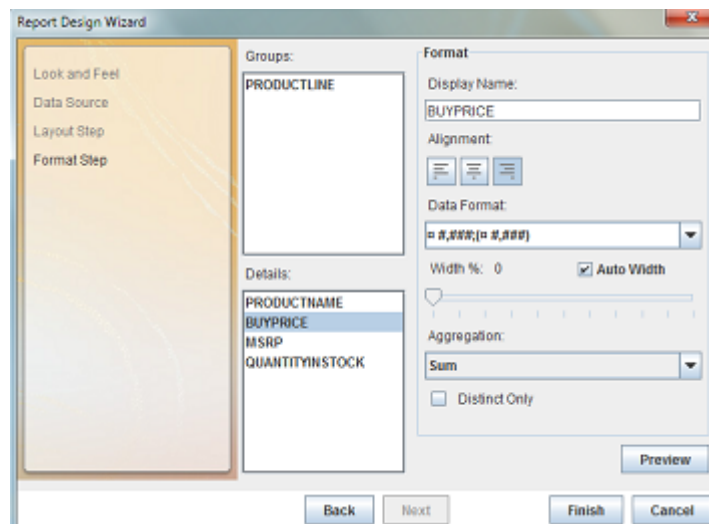 Report Design Wizard
Look and Feel
Data Source
Layout Step
Format Step
Groups:
PRODUCTLINE
Details:
PRODUCTNAME
BUYPRICE
MSRP
QUANTITYINSTOCK
Format
Display Name:
BUYPRICE
Alignment:
Data Format:
¤ #,###;(¤ #,###)
Width %: 0
Auto Width
Aggregation:
Sum
Distinct Only
Preview
Back
Next
Finish
Cancel